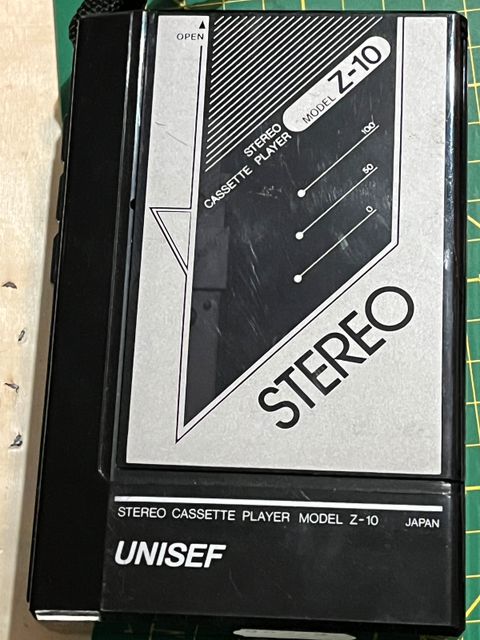 OPEN
STEREO MODEL Z-10
CASSETTE PLAYER
100
50
0
STEREO
STEREO CASSETTE PLAYER MODEL Z-10 JAPAN
UNISEF